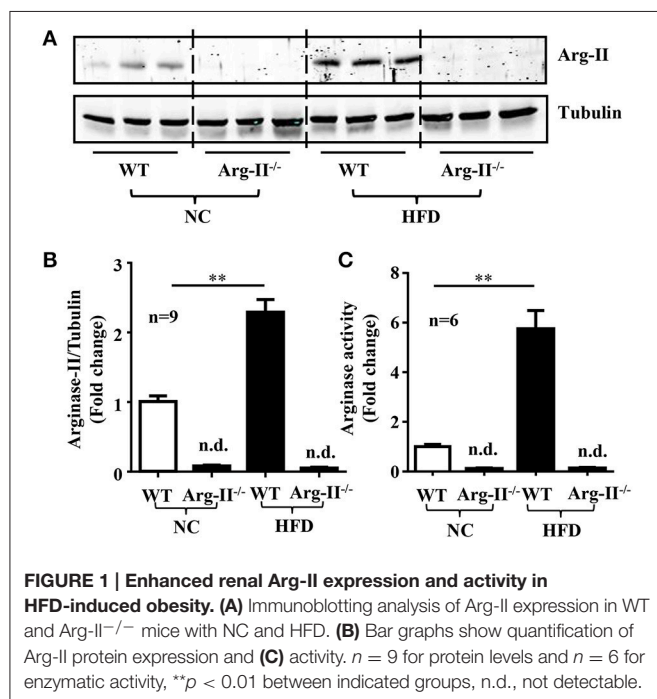 A
Arg-II
Tubulin
WT Arg-II-/- WT Arg-II-/-
NC HFD
B
Arginase-II/Tubulin
(Fold change)
3
2
1
0
n=9
**
n.d.
n.d.
WT Arg-II-/- WT Arg-II-/-
NC HFD
C
Arginase activity
(Fold change)
8
6
4
2
0
n=6
**
n.d.
n.d.
WT Arg-II-/- WT Arg-II-/-
NC HFD
FIGURE 1 | Enhanced renal Arg-II expression and activity in
HFD-induced obesity. (A) Immunoblotting analysis of Arg-II expression in WT
and Arg-II−/− mice with NC and HFD. (B) Bar graphs show quantification of
Arg-II protein expression and (C) activity. n = 9 for protein levels and n = 6 for
enzymatic activity, **p < 0.01 between indicated groups, n.d., not detectable.